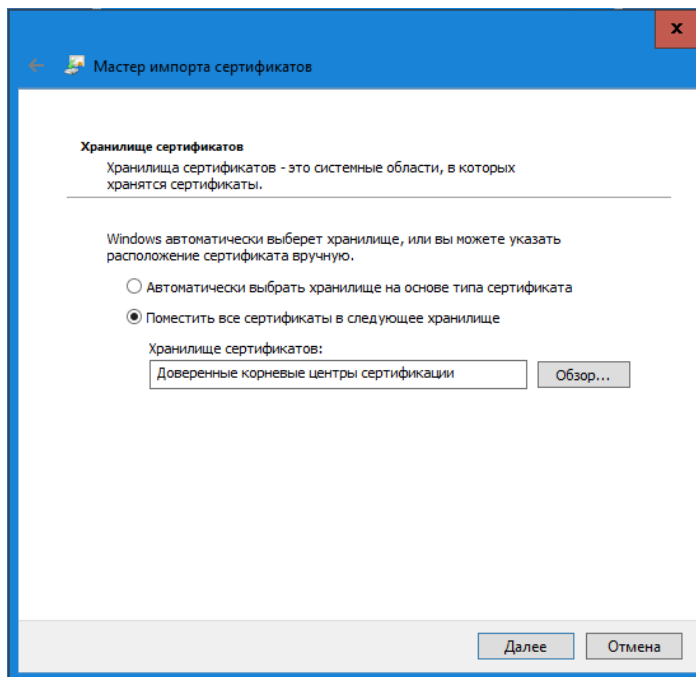 x
Мастер импорта сертификатов
Хранилище сертификатов
Хранилища сертификатов - это системные области, в которых
хранятся сертификаты.
Windows автоматически выберет хранилище, или вы можете указать
расположение сертификата вручную.
Автоматически выбрать хранилище на основе типа сертификата
Поместить все сертификаты в следующее хранилище
Хранилище сертификатов:
Доверенные корневые центры сертификации
Обзор...
Далее
Отмена